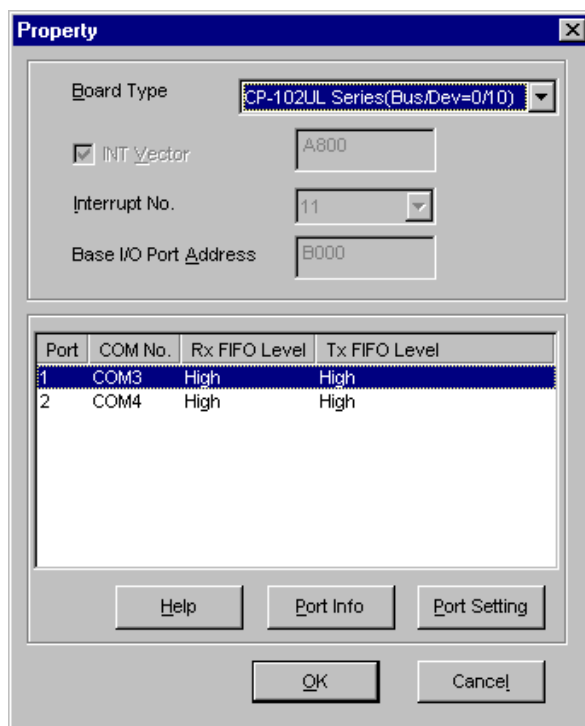 Property
Board Type CP-102UL Series(Bus/Dev=0/10)
INT Vector A800
Interrupt No. 11
Base I/O Port Address B000
Port COM No. Rx FIFO Level Tx FIFO Level
1 COM3 High High
2 COM4 High High
Help Port Info Port Setting
OK Cancel